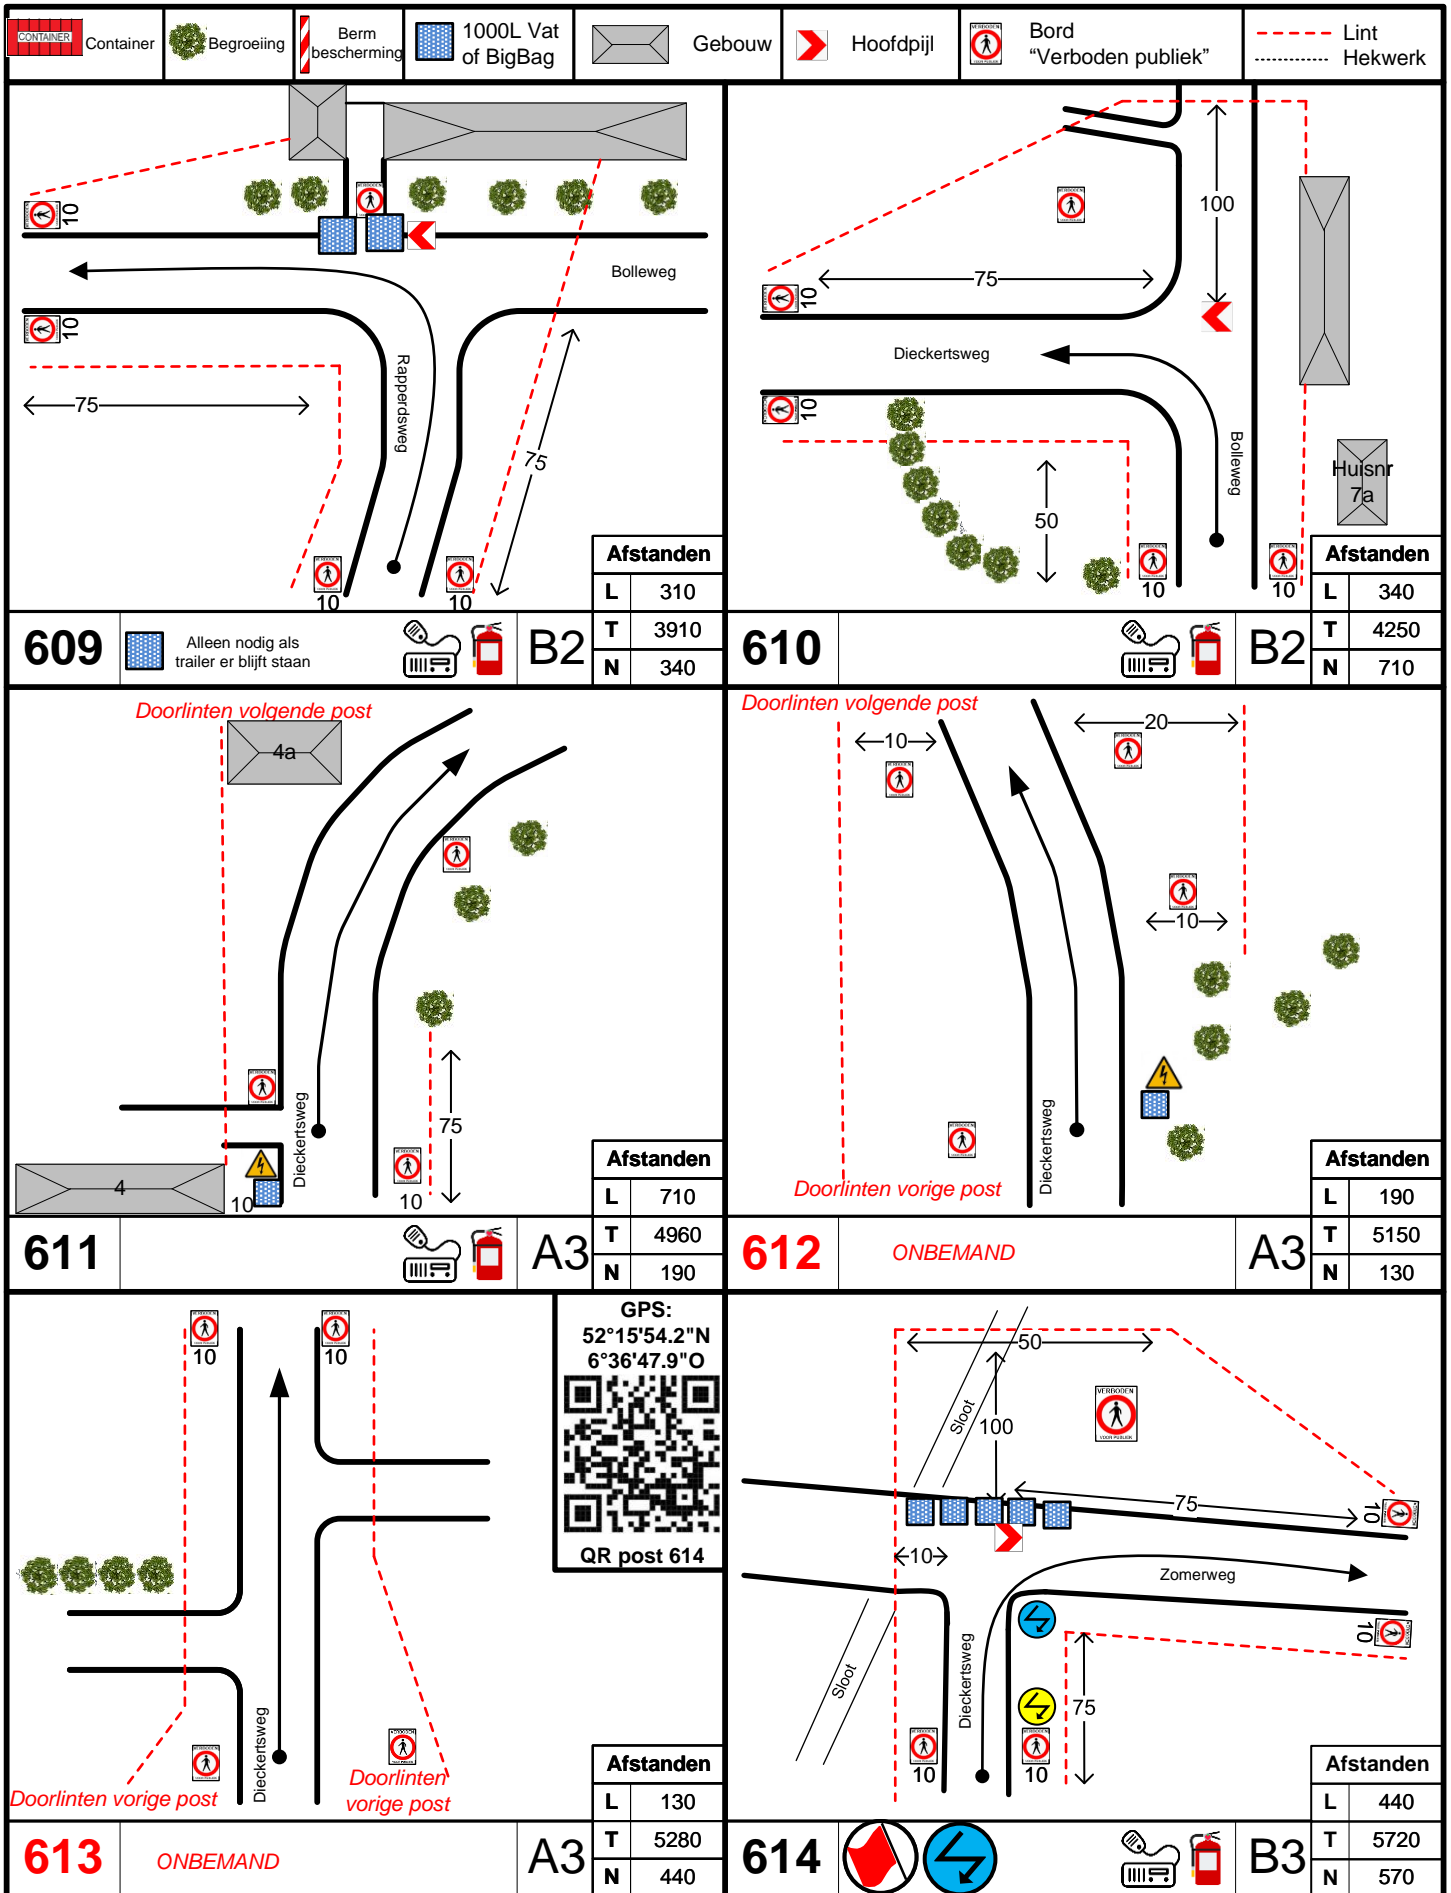 CONTAINER
Container
Begroeiing
Berm
bescherming
1000L Vat
of BigBag
Gebouw
Hoofdpijl
VERBODEN
Bord
"Verboden publiek"
Lint
Hekwerk
10
10
75
Bolleweg
Rapperdsweg
75
10
10
Afstanden
L 310
T 3910
N 340
609
Alleen nodig als
trailer er blijft staan
B2
100
75
10
Dieckertsweg
10
Bolleweg
50
Huisnr
7a
10
10
Afstanden
L 340
T 4250
N 710
610
B2
Doorlinten volgende post
4a
Dieckertsweg
75
4
10
10
Afstanden
L 710
T 4960
N 190
611
A3
Doorlinten volgende post
10
20
10
Dieckertsweg
Doorlinten vorige post
Afstanden
L 190
T 5150
N 130
612
ONBEMAND
A3
10
10
GPS:
52°15'54.2"N
6°36'47.9"O
QR post 614
Dieckertsweg
Doorlinten vorige post
Doorlinten
vorige post
Afstanden
L 130
T 5280
N 440
613
ONBEMAND
A3
50
Sloot
100
VERBODEN
VOOR PUBLIEK
75
10
10
Zomerweg
10
Sloot
Dieckertsweg
75
10
10
Afstanden
L 440
T 5720
N 570
614
B3